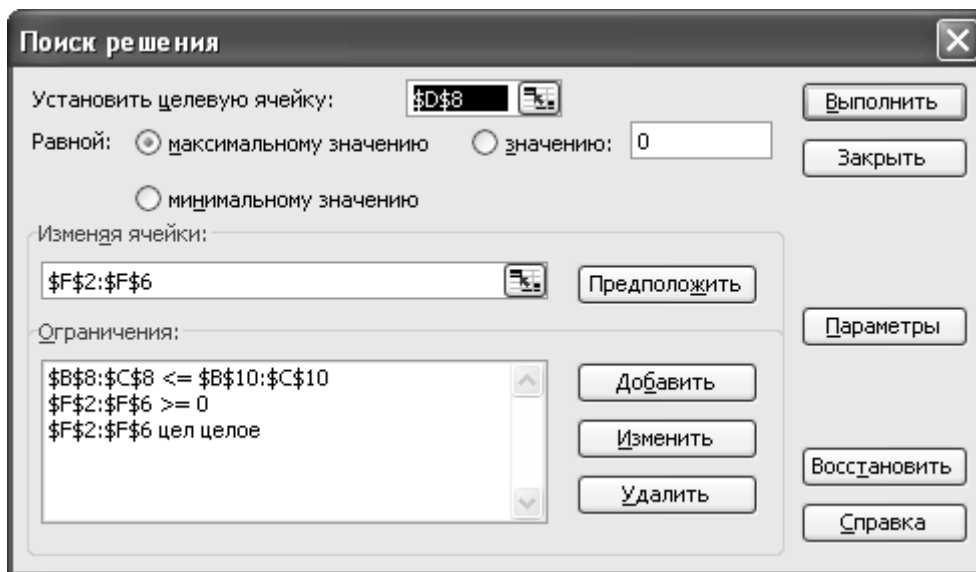 Поиск решения
Установить целевую ячейку: $D$8
Выполнить
Равной: максимальному значению значению: 0
Закрыть
минимальному значению
Изменяя ячейки:
$F$2:$F$6
Предположить
Ограничения:
Параметры
$B$8:$C$8 <= $B$10:$C$10
$F$2:$F$6 >= 0
$F$2:$F$6 цел целое
Добавить
Изменить
Удалить
Восстановить
Справка